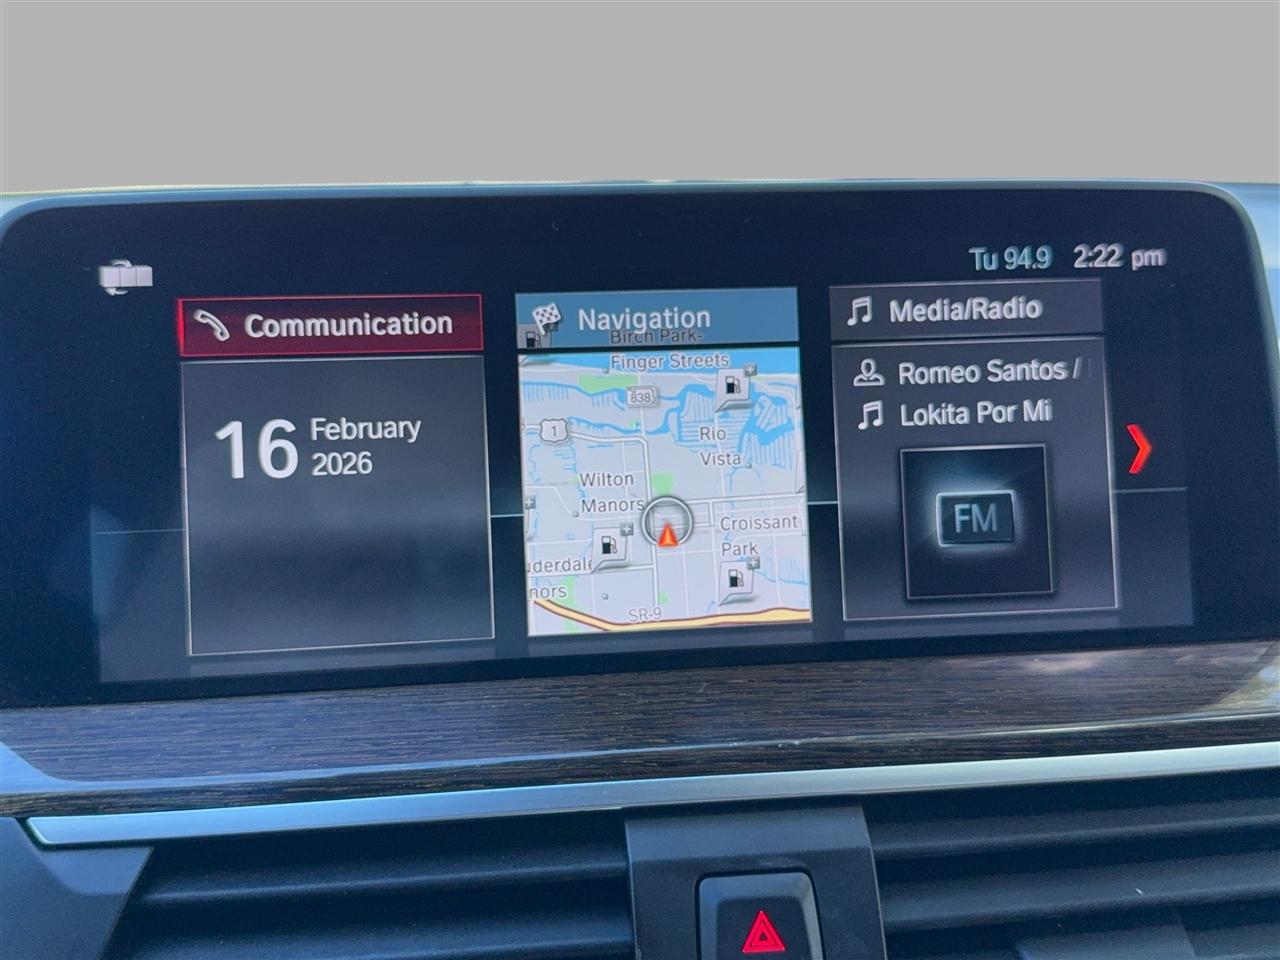 Tu 94.9 2:22 pm
Communication
16 February
2026
Navigation
Birch Park-
Finger Streets
838
1
Rio
Vista
Wilton
Manors
Croissant
Park
uderdale
nors
SR-9
Media/Radio
Romeo Santos /
Lokita Por Mi
FM